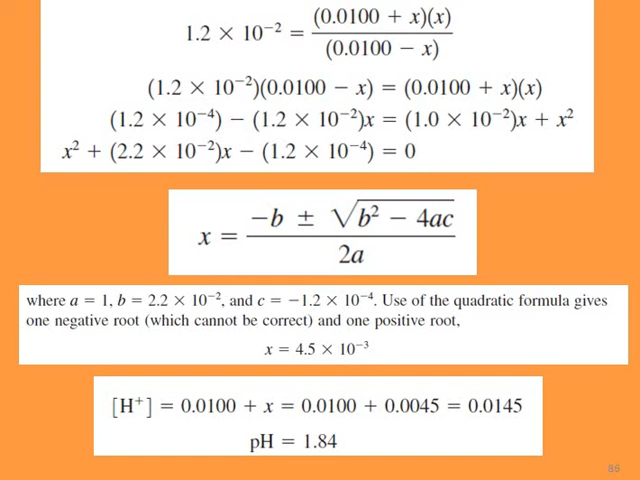 1.2 × 10⁻² = (0.0100 + x)(x) / (0.0100 − x)
(1.2 × 10⁻²)(0.0100 − x) = (0.0100 + x)(x)
(1.2 × 10⁻⁴) − (1.2 × 10⁻²)x = (1.0 × 10⁻²)x + x²
x² + (2.2 × 10⁻²)x − (1.2 × 10⁻⁴) = 0
x = (−b ± √(b² − 4ac)) / 2a
where a = 1, b = 2.2 × 10⁻², and c = −1.2 × 10⁻⁴. Use of the quadratic formula gives
one negative root (which cannot be correct) and one positive root,
x = 4.5 × 10⁻³
[H⁺] = 0.0100 + x = 0.0100 + 0.0045 = 0.0145
pH = 1.84